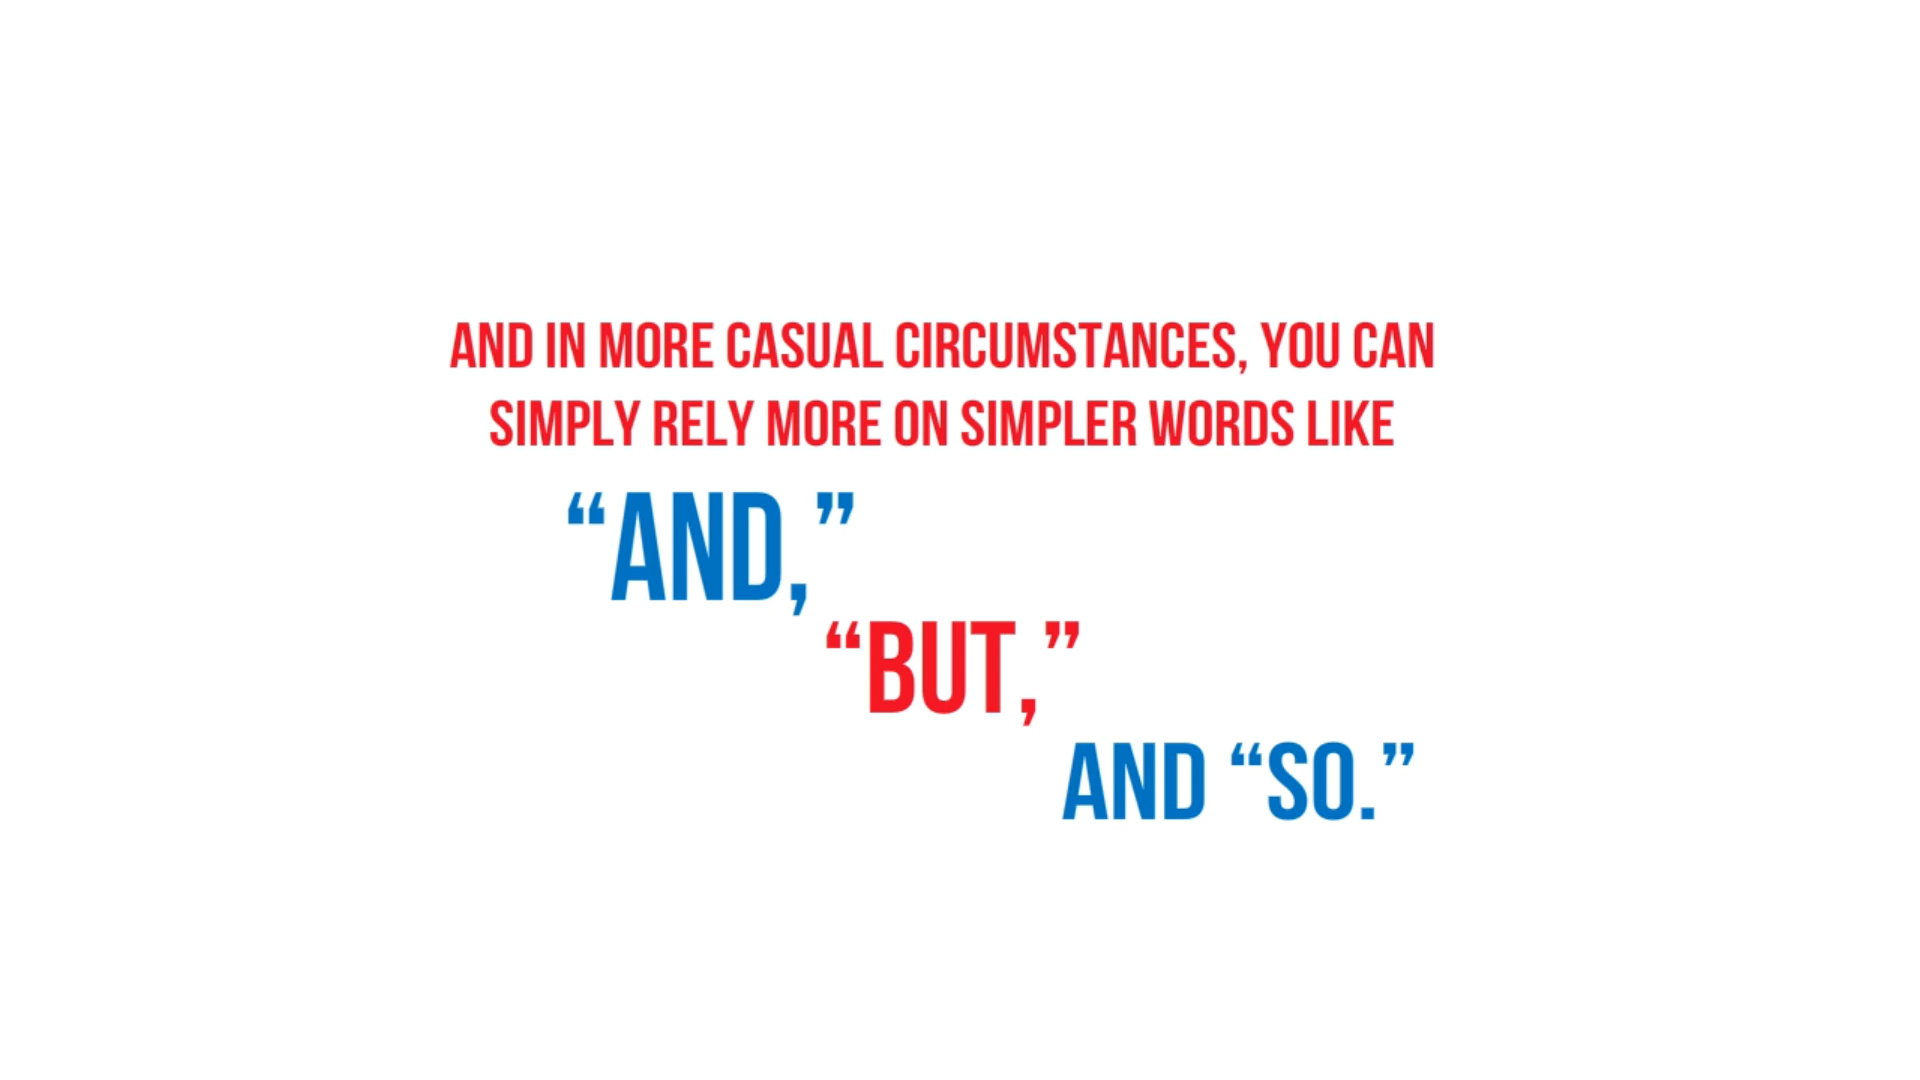 AND IN MORE CASUAL CIRCUMSTANCES, YOU CAN
SIMPLY RELY MORE ON SIMPLER WORDS LIKE
“AND,”
“BUT,”
AND “SO.”